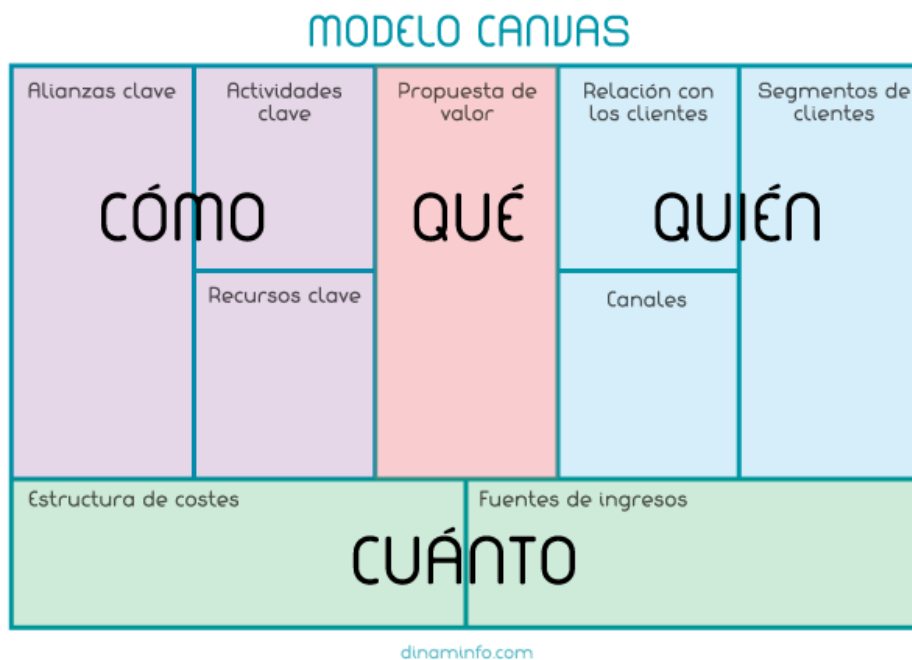 MODELO CANVAS
Alianzas clave
Actividades
clave
Propuesta de
valor
Relación con
los clientes
Segmentos de
clientes
CÓMO
QUÉ
QUIÉN
Recursos clave
Canales
Estructura de costes
Fuentes de ingresos
CUÁNTO
dinaminfo.com